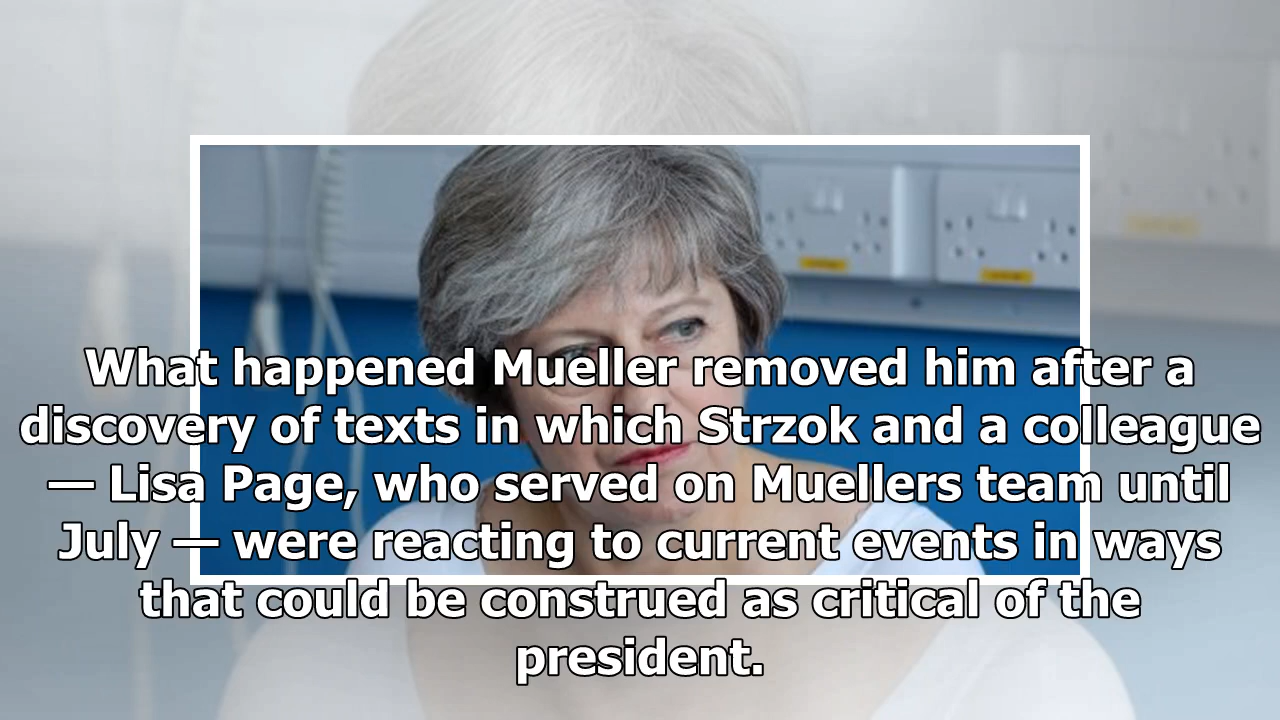 What happened Mueller removed him after a
discovery of texts in which Strzok and a colleague
— Lisa Page, who served on Muellers team until
July — were reacting to current events in ways
that could be construed as critical of the
president.